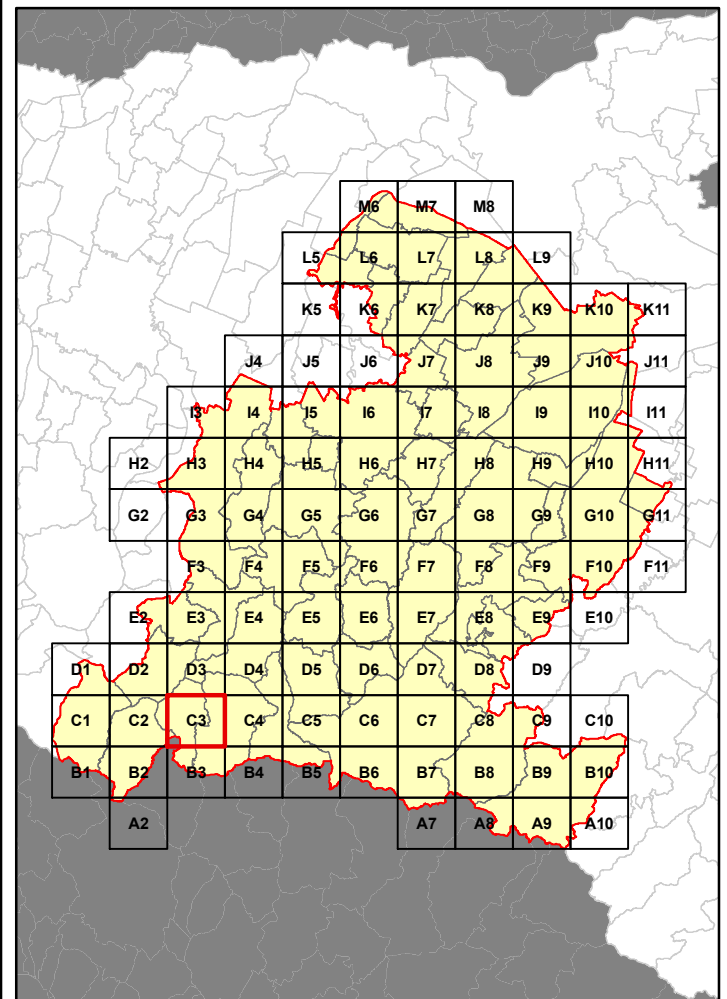 M6 M7 M8
L5 L6 L7 L8 L9
K5 K6 K7 K8 K9 K10 K11
J4 J5 J6 J7 J8 J9 J10 J11
I3 I4 I5 I6 I7 I8 I9 I10 I11
H2 H3 H4 H5 H6 H7 H8 H9 H10 H11
G2 G3 G4 G5 G6 G7 G8 G9 G10 G11
F3 F4 F5 F6 F7 F8 F9 F10 F11
E2 E3 E4 E5 E6 E7 E8 E9 E10
D1 D2 D3 D4 D5 D6 D7 D8 D9
C1 C2 C3 C4 C5 C6 C7 C8 C9 C10
B1 B2 B3 B4 B5 B6 B7 B8 B9 B10
A2 A7 A8 A9 A10